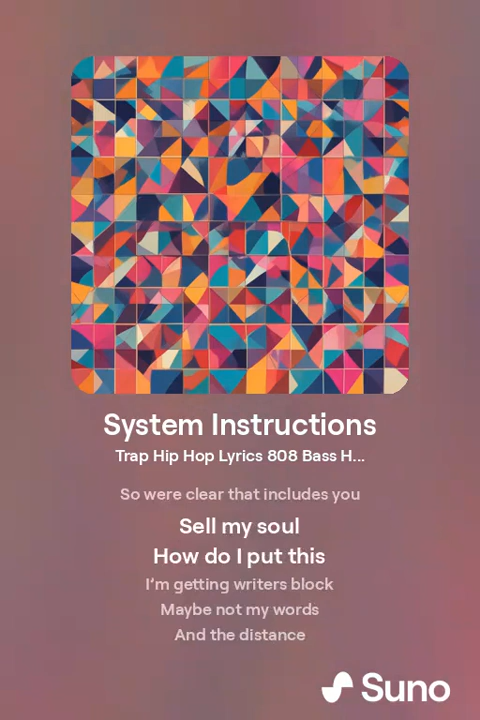 System Instructions
Trap Hip Hop Lyrics 808 Bass H...
So were clear that includes you
Sell my soul
How do I put this
I'm getting writers block
Maybe not my words
And the distance
Suno